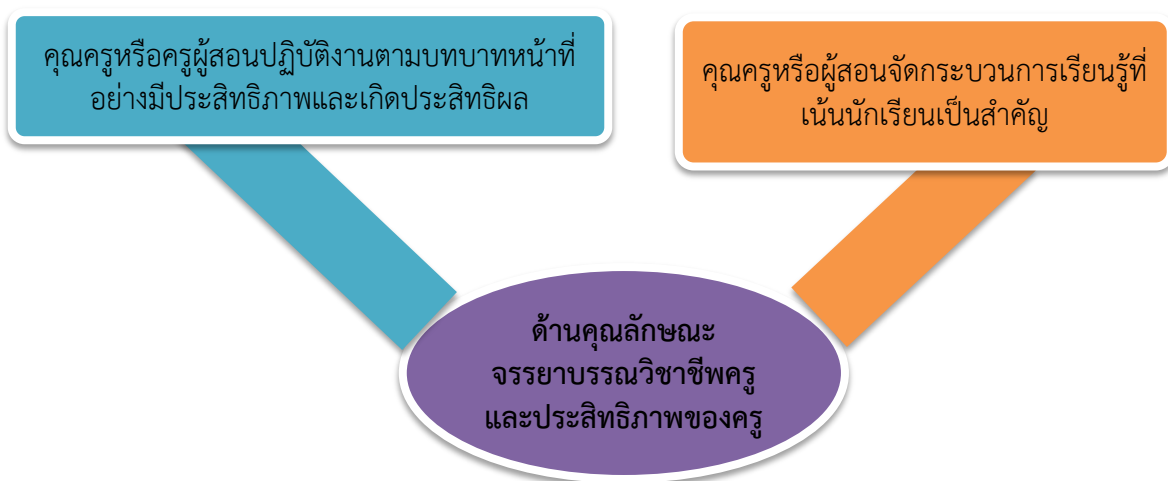 คุณครูหรือครูผู้สอนปฏิบัติงานตามบทบาทหน้าที่
อย่างมีประสิทธิภาพและเกิดประสิทธิผล
คุณครูหรือผู้สอนจัดกระบวนการเรียนรู้ที่
เน้นนักเรียนเป็นสำคัญ
ด้านคุณลักษณะ
จรรยาบรรณวิชาชีพครู
และประสิทธิภาพของครู